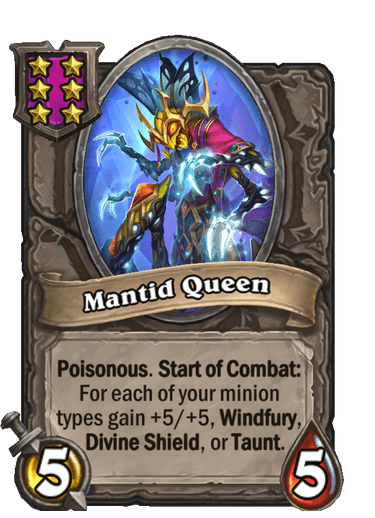 Mantid Queen
Poisonous. Start of Combat:
For each of your minion
types gain +5/+5, Windfury,
Divine Shield, or Taunt.
5
5